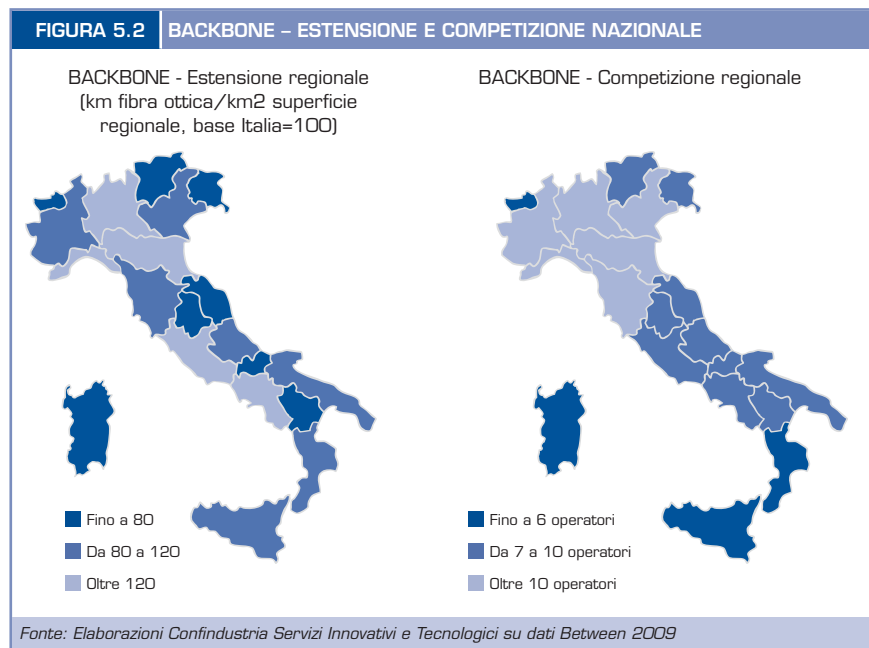 FIGURA 5.2 BACKBONE – ESTENSIONE E COMPETIZIONE NAZIONALE
BACKBONE - Estensione regionale
(km fibra ottica/km2 superficie
regionale, base Italia=100)
Fino a 80
Da 80 a 120
Oltre 120
BACKBONE - Competizione regionale
Fino a 6 operatori
Da 7 a 10 operatori
Oltre 10 operatori
Fonte: Elaborazioni Confindustria Servizi Innovativi e Tecnologici su dati Between 2009